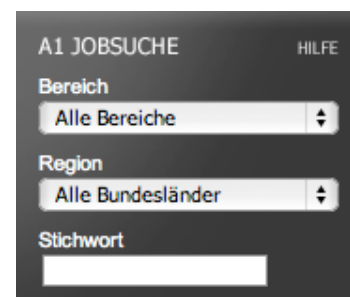 A1 JOBSUCHE HILFE
Bereich
Alle Bereiche
Region
Alle Bundesländer
Stichwort